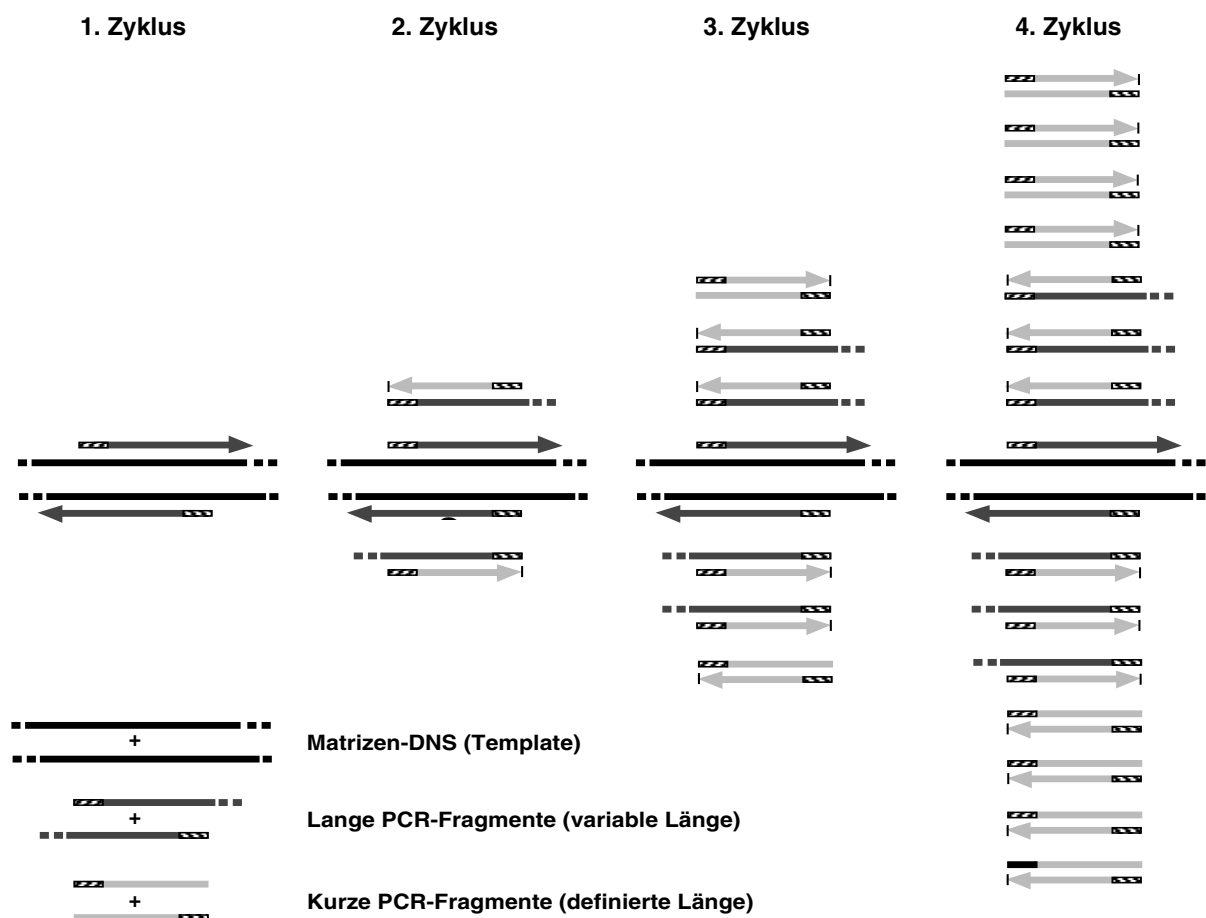 1. Zyklus
2. Zyklus
3. Zyklus
4. Zyklus
+
Matrizen-DNS (Template)
+
Lange PCR-Fragmente (variable Länge)
+
Kurze PCR-Fragmente (definierte Länge)